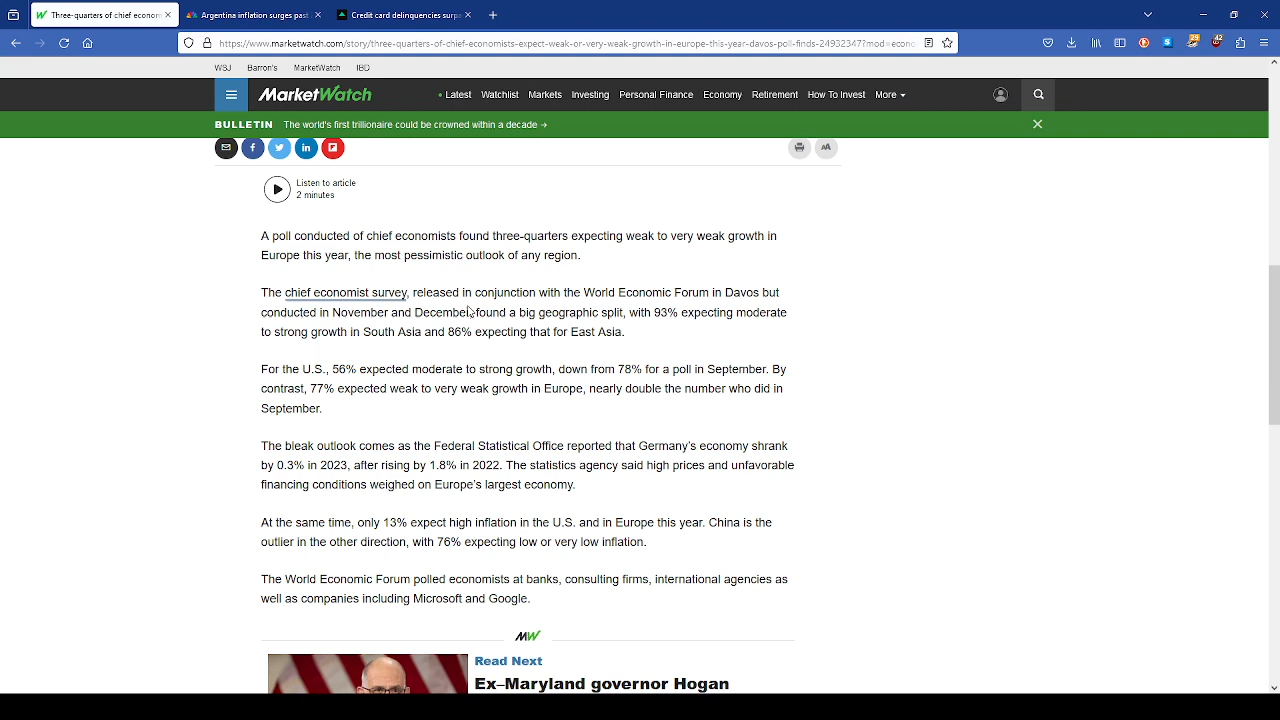 Three-quarters of chief econom
Argentina inflation surges past
Credit card delinquencies surpa
https://www.marketwatch.com/story/three-quarters-of-chief-economists-expect-weak-or-very-weak-growth-in-europe-this-year-davos-poll-finds-24932347?mod=econo
29
42
WSJ Barron's MarketWatch IBD
MarketWatch
Latest Watchlist Markets Investing Personal Finance Economy Retirement How To Invest More
BULLETIN The world's first trillionaire could be crowned within a decade →
AA
Listen to article
2 minutes
A poll conducted of chief economists found three-quarters expecting weak to very weak growth in
Europe this year, the most pessimistic outlook of any region.
The chief economist survey, released in conjunction with the World Economic Forum in Davos but
conducted in November and December found a big geographic split, with 93% expecting moderate
to strong growth in South Asia and 86% expecting that for East Asia.
For the U.S., 56% expected moderate to strong growth, down from 78% for a poll in September. By
contrast, 77% expected weak to very weak growth in Europe, nearly double the number who did in
September.
The bleak outlook comes as the Federal Statistical Office reported that Germany's economy shrank
by 0.3% in 2023, after rising by 1.8% in 2022. The statistics agency said high prices and unfavorable
financing conditions weighed on Europe's largest economy.
At the same time, only 13% expect high inflation in the U.S. and in Europe this year. China is the
outlier in the other direction, with 76% expecting low or very low inflation.
The World Economic Forum polled economists at banks, consulting firms, international agencies as
well as companies including Microsoft and Google.
MW
Read Next
Ex–Maryland governor Hogan